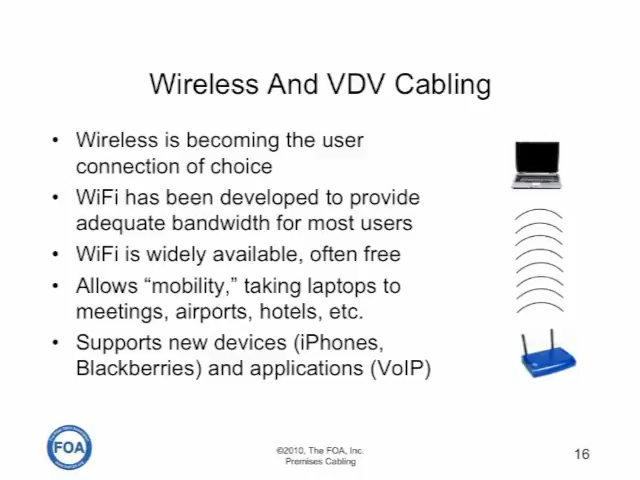 Wireless And VDV Cabling
• Wireless is becoming the user
connection of choice
• WiFi has been developed to provide
adequate bandwidth for most users
• WiFi is widely available, often free
• Allows “mobility,” taking laptops to
meetings, airports, hotels, etc.
• Supports new devices (iPhones,
Blackberries) and applications (VoIP)
FOA
©2010, The FOA, Inc.
Premises Cabling
16